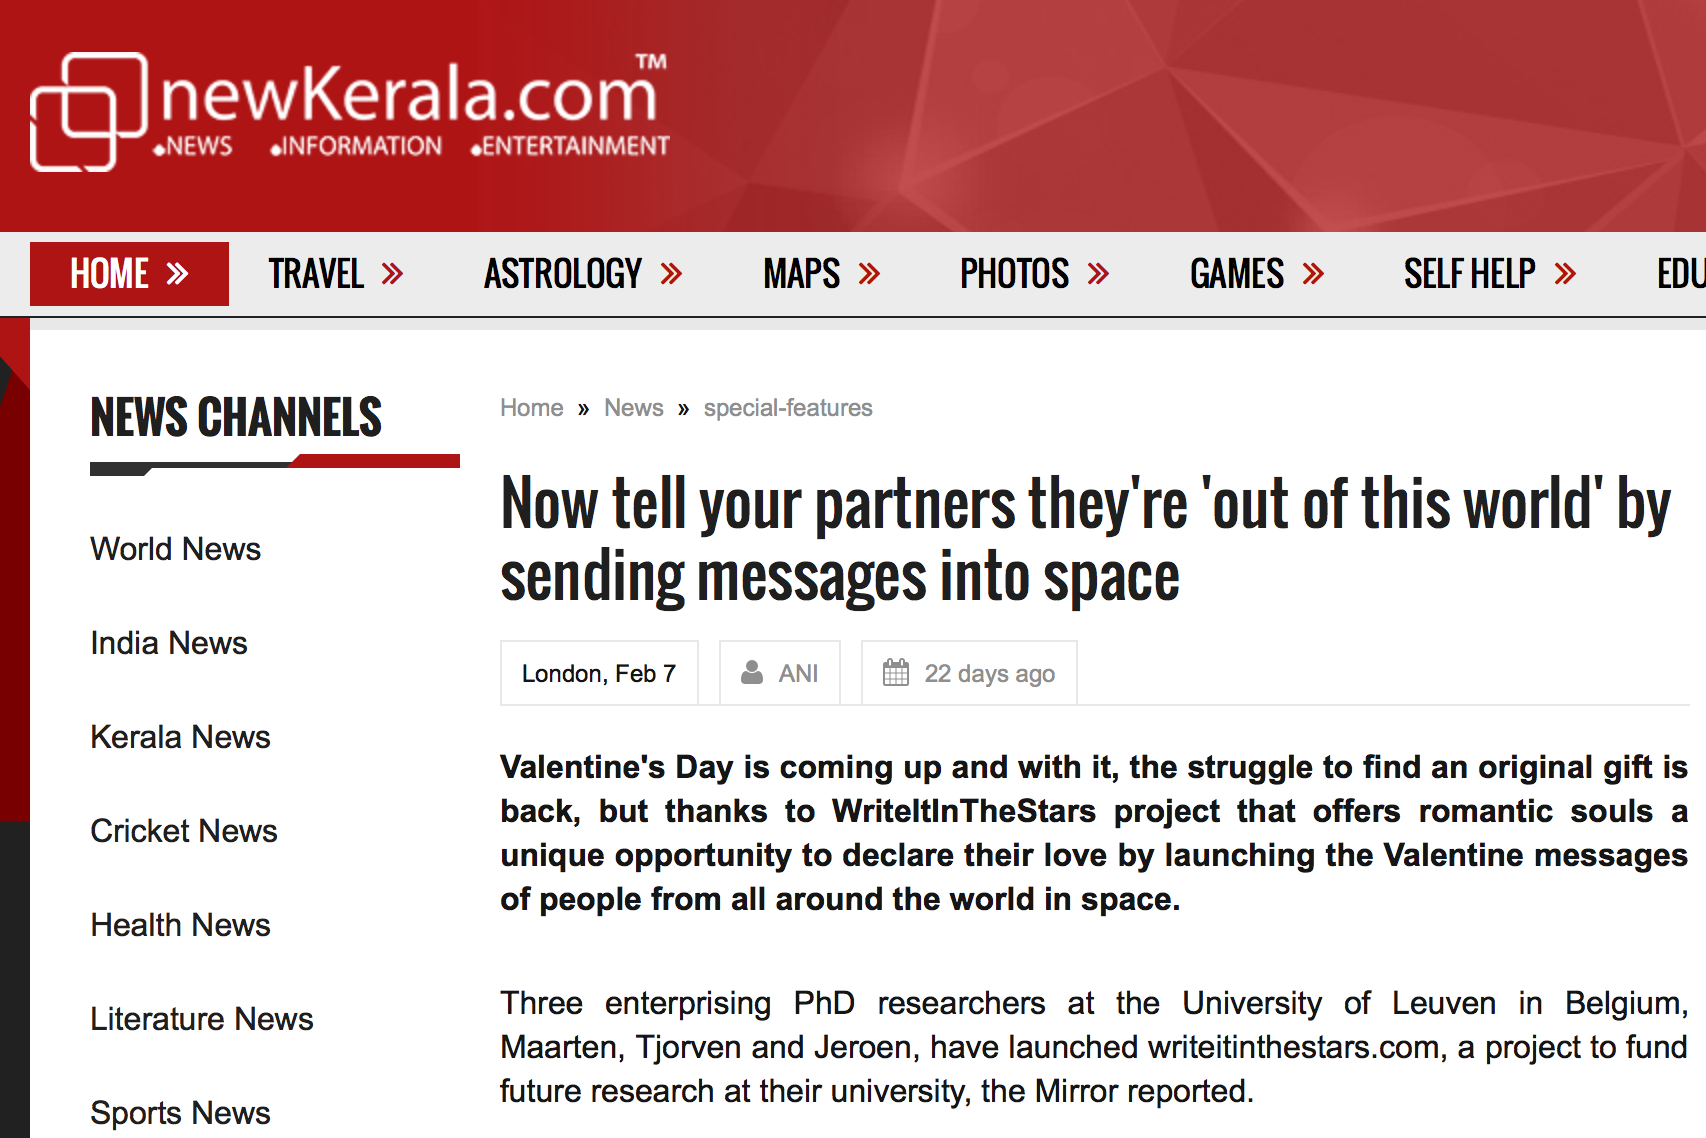 newKerala.com™
.NEWS .INFORMATION .ENTERTAINMENT
HOME » TRAVEL » ASTROLOGY » MAPS » PHOTOS » GAMES » SELF HELP » EDU
NEWS CHANNELS
World News
India News
Kerala News
Cricket News
Health News
Literature News
Sports News
Home » News » special-features
Now tell your partners they're 'out of this world' by
sending messages into space
London, Feb 7 ANI 22 days ago
Valentine's Day is coming up and with it, the struggle to find an original gift is
back, but thanks to WriteItInTheStars project that offers romantic souls a
unique opportunity to declare their love by launching the Valentine messages
of people from all around the world in space.
Three enterprising PhD researchers at the University of Leuven in Belgium,
Maarten, Tjorven and Jeroen, have launched writeitinthestars.com, a project to fund
future research at their university, the Mirror reported.